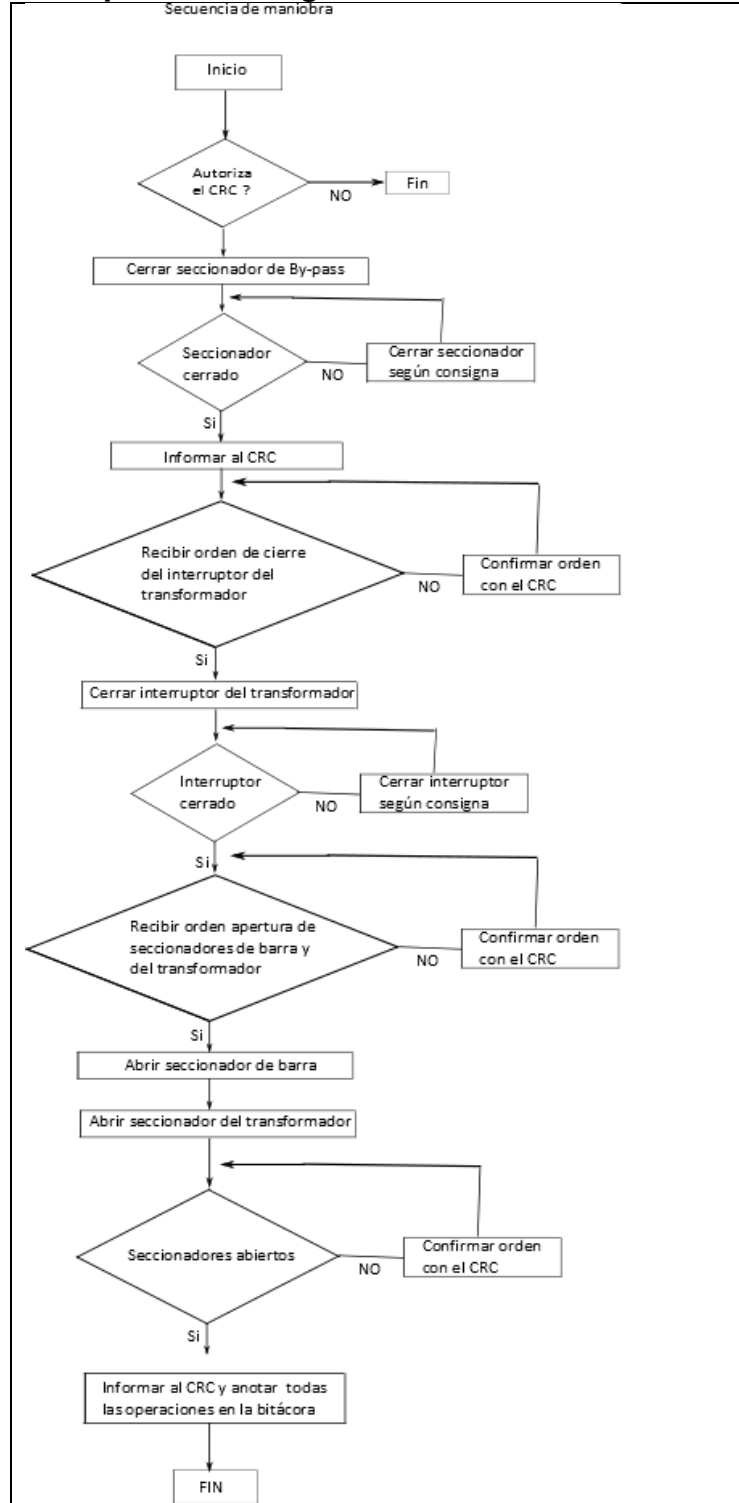 Secuencia de maniobra
Inicio
Autoriza
el CRC ?
NO
Fin
Cerrar seccionador de By-pass
Seccionador
cerrado
NO
Cerrar seccionador
según consigna
Si
Informar al CRC
Recibir orden de cierre
del interruptor del
transformador
NO
Confirmar orden
con el CRC
Si
Cerrar interruptor del transformador
Interruptor
cerrado
NO
Cerrar interruptor
según consigna
Si
Recibir orden apertura de
seccionadores de barra y
del transformador
NO
Confirmar orden
con el CRC
Si
Abrir seccionador de barra
Abrir seccionador del transformador
Seccionadores abiertos
NO
Confirmar orden
con el CRC
Si
Informar al CRC y anotar todas
las operaciones en la bitácora
FIN